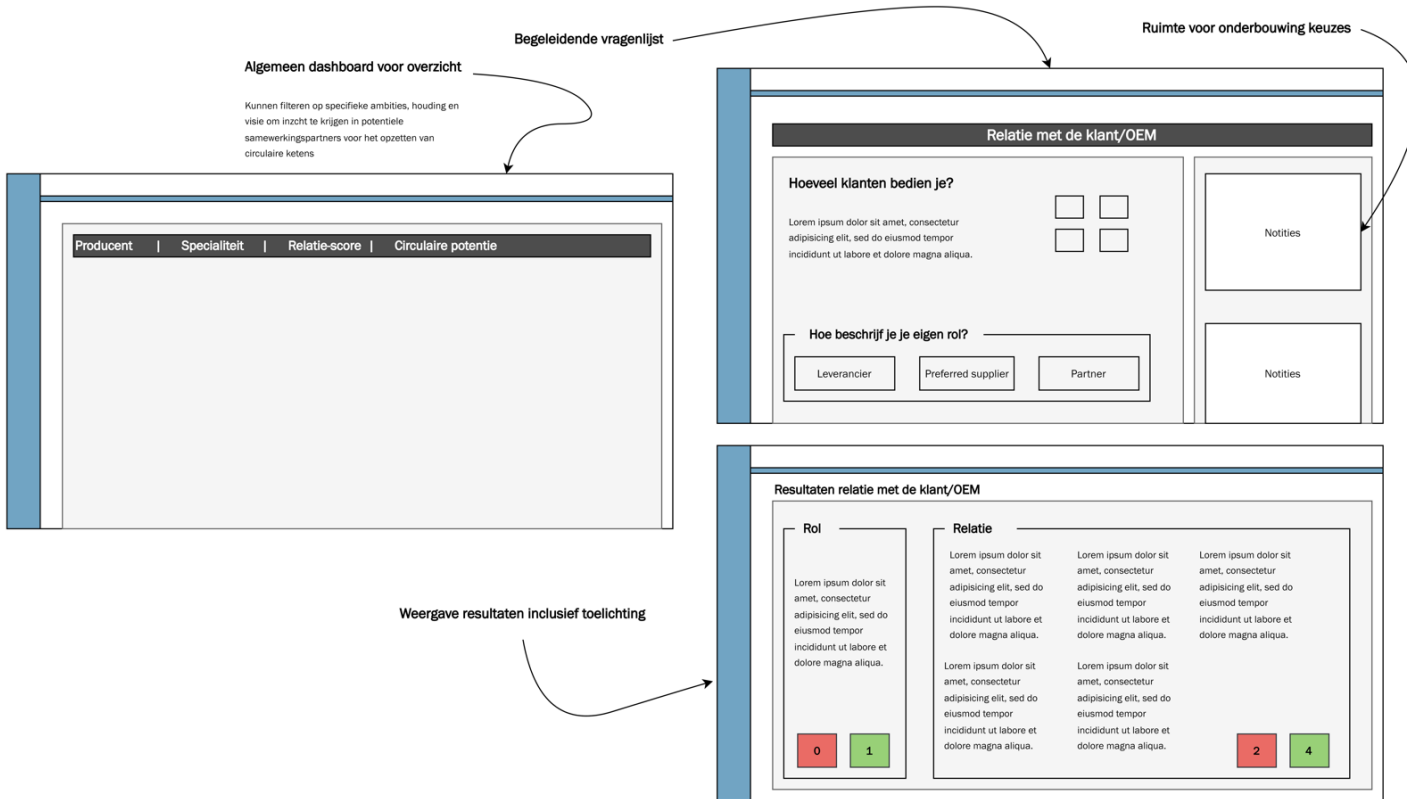 Begeleidende vragenlijst
Ruimte voor onderbouwing keuzes
Algemeen dashboard voor overzicht
Kunnen filteren op specifieke ambities, houding en
visie om inzcht te krijgen in potentiele
samewerkingspartners voor het opzetten van
circulaire ketens
Producent | Specialiteit | Relatie-score | Circulaire potentie
Relatie met de klant/OEM
Hoeveel klanten bedien je?
Lorem ipsum dolor sit amet, consectetur
adipisicing elit, sed do eiusmod tempor
incididunt ut labore et dolore magna aliqua.
Notities
Hoe beschrijf je je eigen rol?
Leverancier
Preferred supplier
Partner
Notities
Weergave resultaten inclusief toelichting
Resultaten relatie met de klant/OEM
Rol
Lorem ipsum dolor sit
amet, consectetur
adipisicing elit, sed do
eiusmod tempor
incididunt ut labore et
dolore magna aliqua.
0
1
Relatie
Lorem ipsum dolor sit
amet, consectetur
adipisicing elit, sed do
eiusmod tempor
incididunt ut labore et
dolore magna aliqua.
Lorem ipsum dolor sit
amet, consectetur
adipisicing elit, sed do
eiusmod tempor
incididunt ut labore et
dolore magna aliqua.
Lorem ipsum dolor sit
amet, consectetur
adipisicing elit, sed do
eiusmod tempor
incididunt ut labore et
dolore magna aliqua.
Lorem ipsum dolor sit
amet, consectetur
adipisicing elit, sed do
eiusmod tempor
incididunt ut labore et
dolore magna aliqua.
Lorem ipsum dolor sit
amet, consectetur
adipisicing elit, sed do
eiusmod tempor
incididunt ut labore et
dolore magna aliqua.
2
4